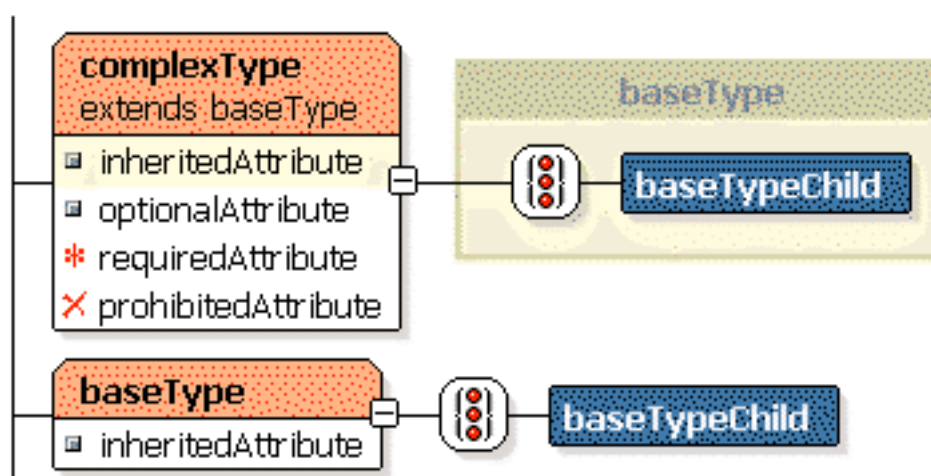 complexType
extends baseType
inheritedAttribute
optionalAttribute
requiredAttribute
prohibitedAttribute
baseType
baseTypeChild
baseType
inheritedAttribute
baseTypeChild